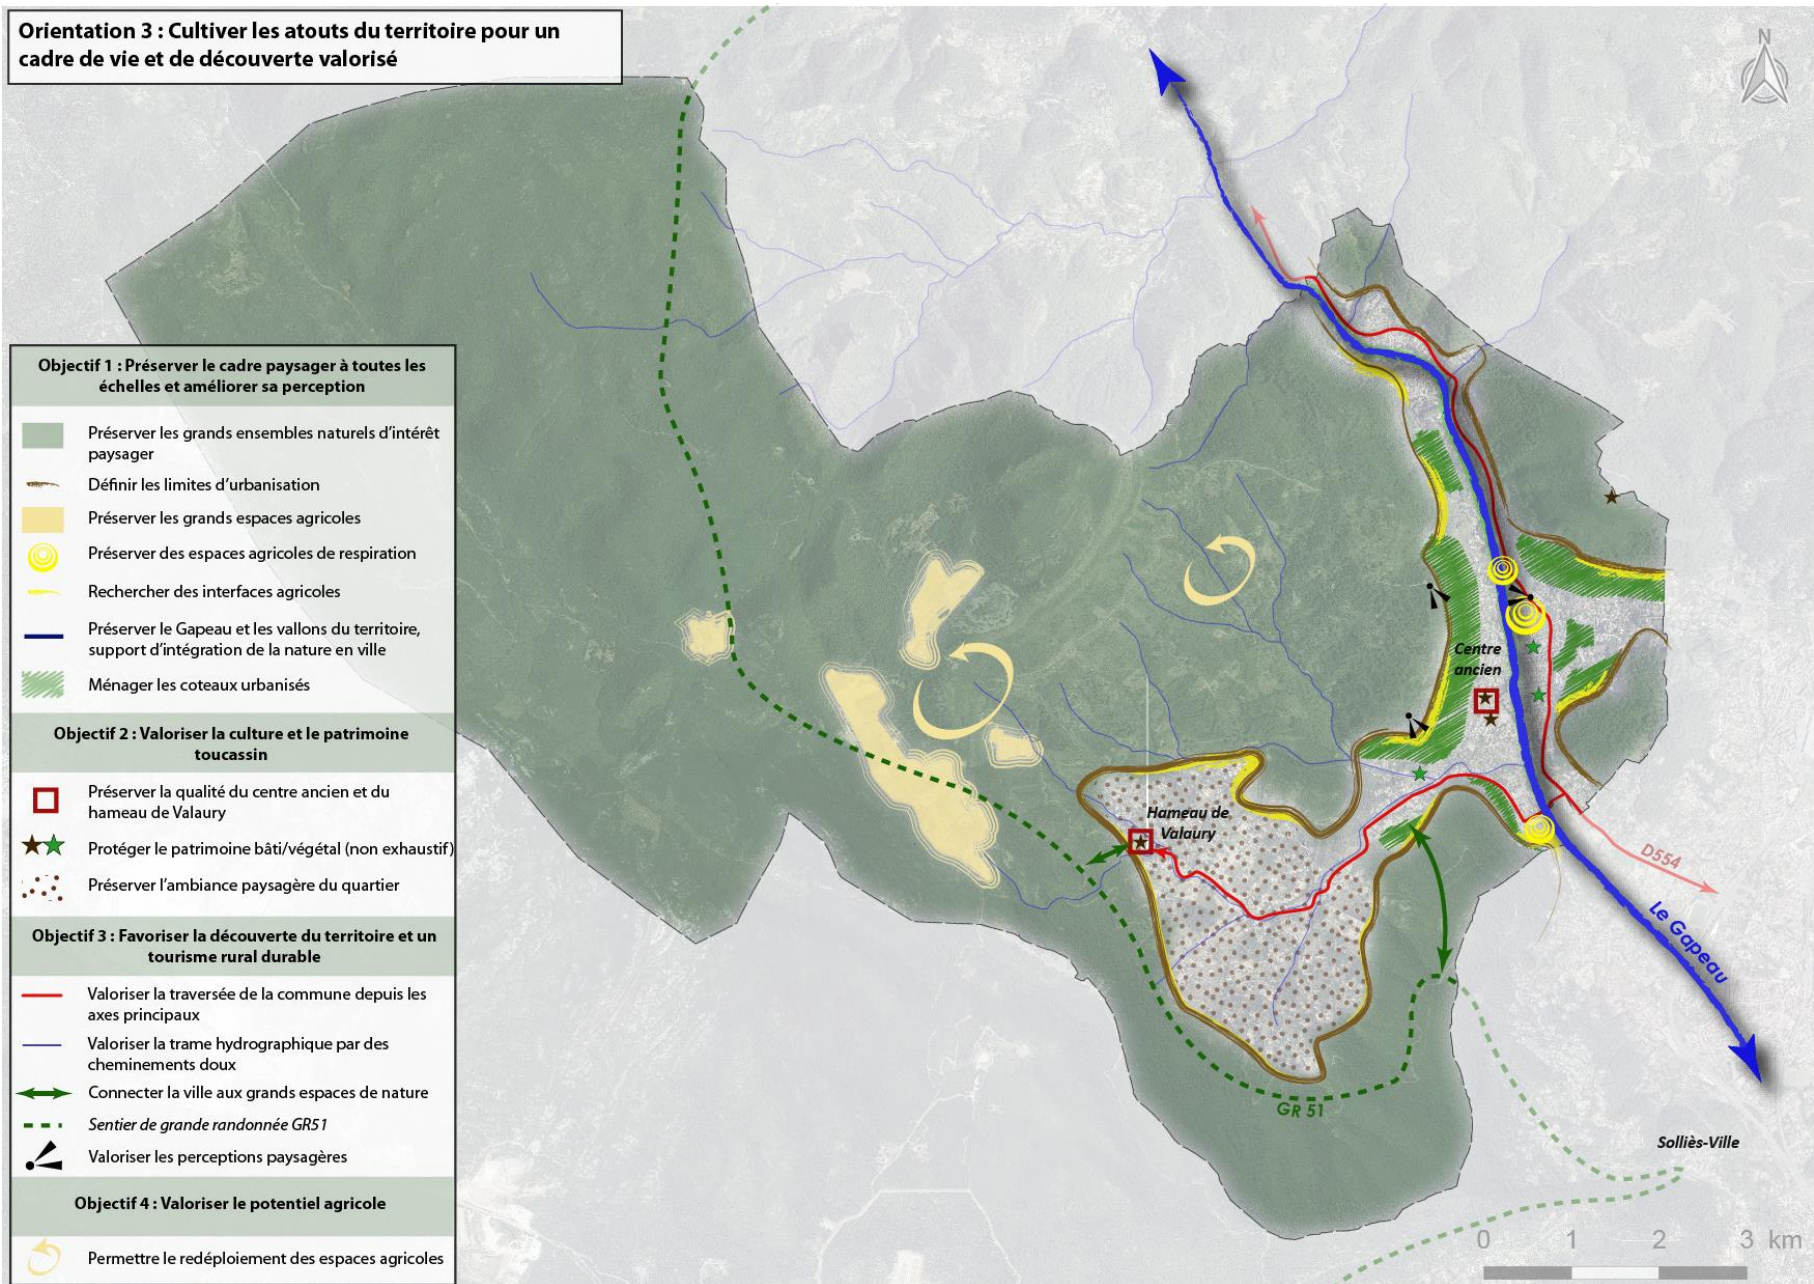 Orientation 3 : Cultiver les atouts du territoire pour un
cadre de vie et de découverte valorisé
N
Objectif 1 : Préserver le cadre paysager à toutes les
échelles et améliorer sa perception
Préserver les grands ensembles naturels d'intérêt
paysager
Définir les limites d'urbanisation
Préserver les grands espaces agricoles
Préserver des espaces agricoles de respiration
Rechercher des interfaces agricoles
Préserver le Gapeau et les vallons du territoire,
support d'intégration de la nature en ville
Ménager les coteaux urbanisés
Objectif 2 : Valoriser la culture et le patrimoine
toucassin
Préserver la qualité du centre ancien et du
hameau de Valaury
Protéger le patrimoine bâti/végétal (non exhaustif)
Préserver l'ambiance paysagère du quartier
Objectif 3 : Favoriser la découverte du territoire et un
tourisme rural durable
Valoriser la traversée de la commune depuis les
axes principaux
Valoriser la trame hydrographique par des
cheminements doux
Connecter la ville aux grands espaces de nature
Sentier de grande randonnée GR51
Valoriser les perceptions paysagères
Objectif 4 : Valoriser le potentiel agricole
Permettre le redéploiement des espaces agricoles
Centre
ancien
Hameau de
Valaury
D554
Le Gapeau
GR 51
Solliès-Ville
0 1 2 3 km